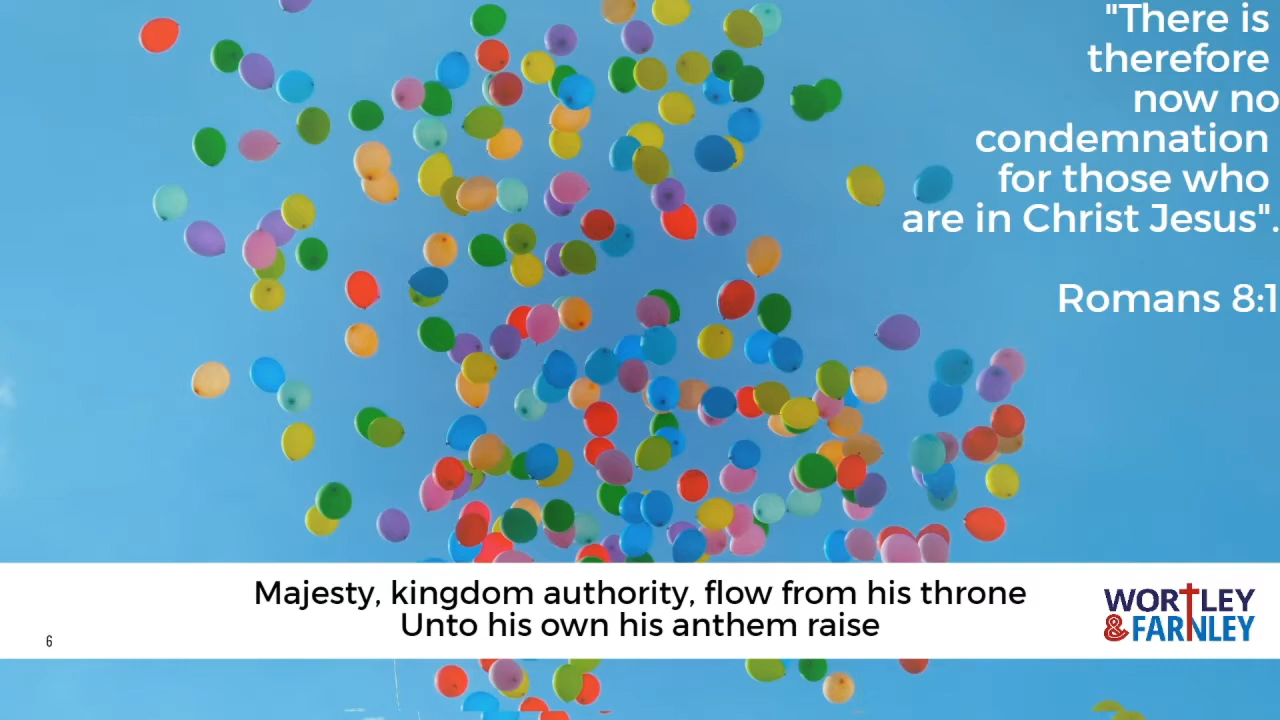 "There is
therefore
now no
condemnation
for those who
are in Christ Jesus".
Romans 8:1
Majesty, kingdom authority, flow from his throne
Unto his own his anthem raise
6
WORTLEY
&FARNLEY